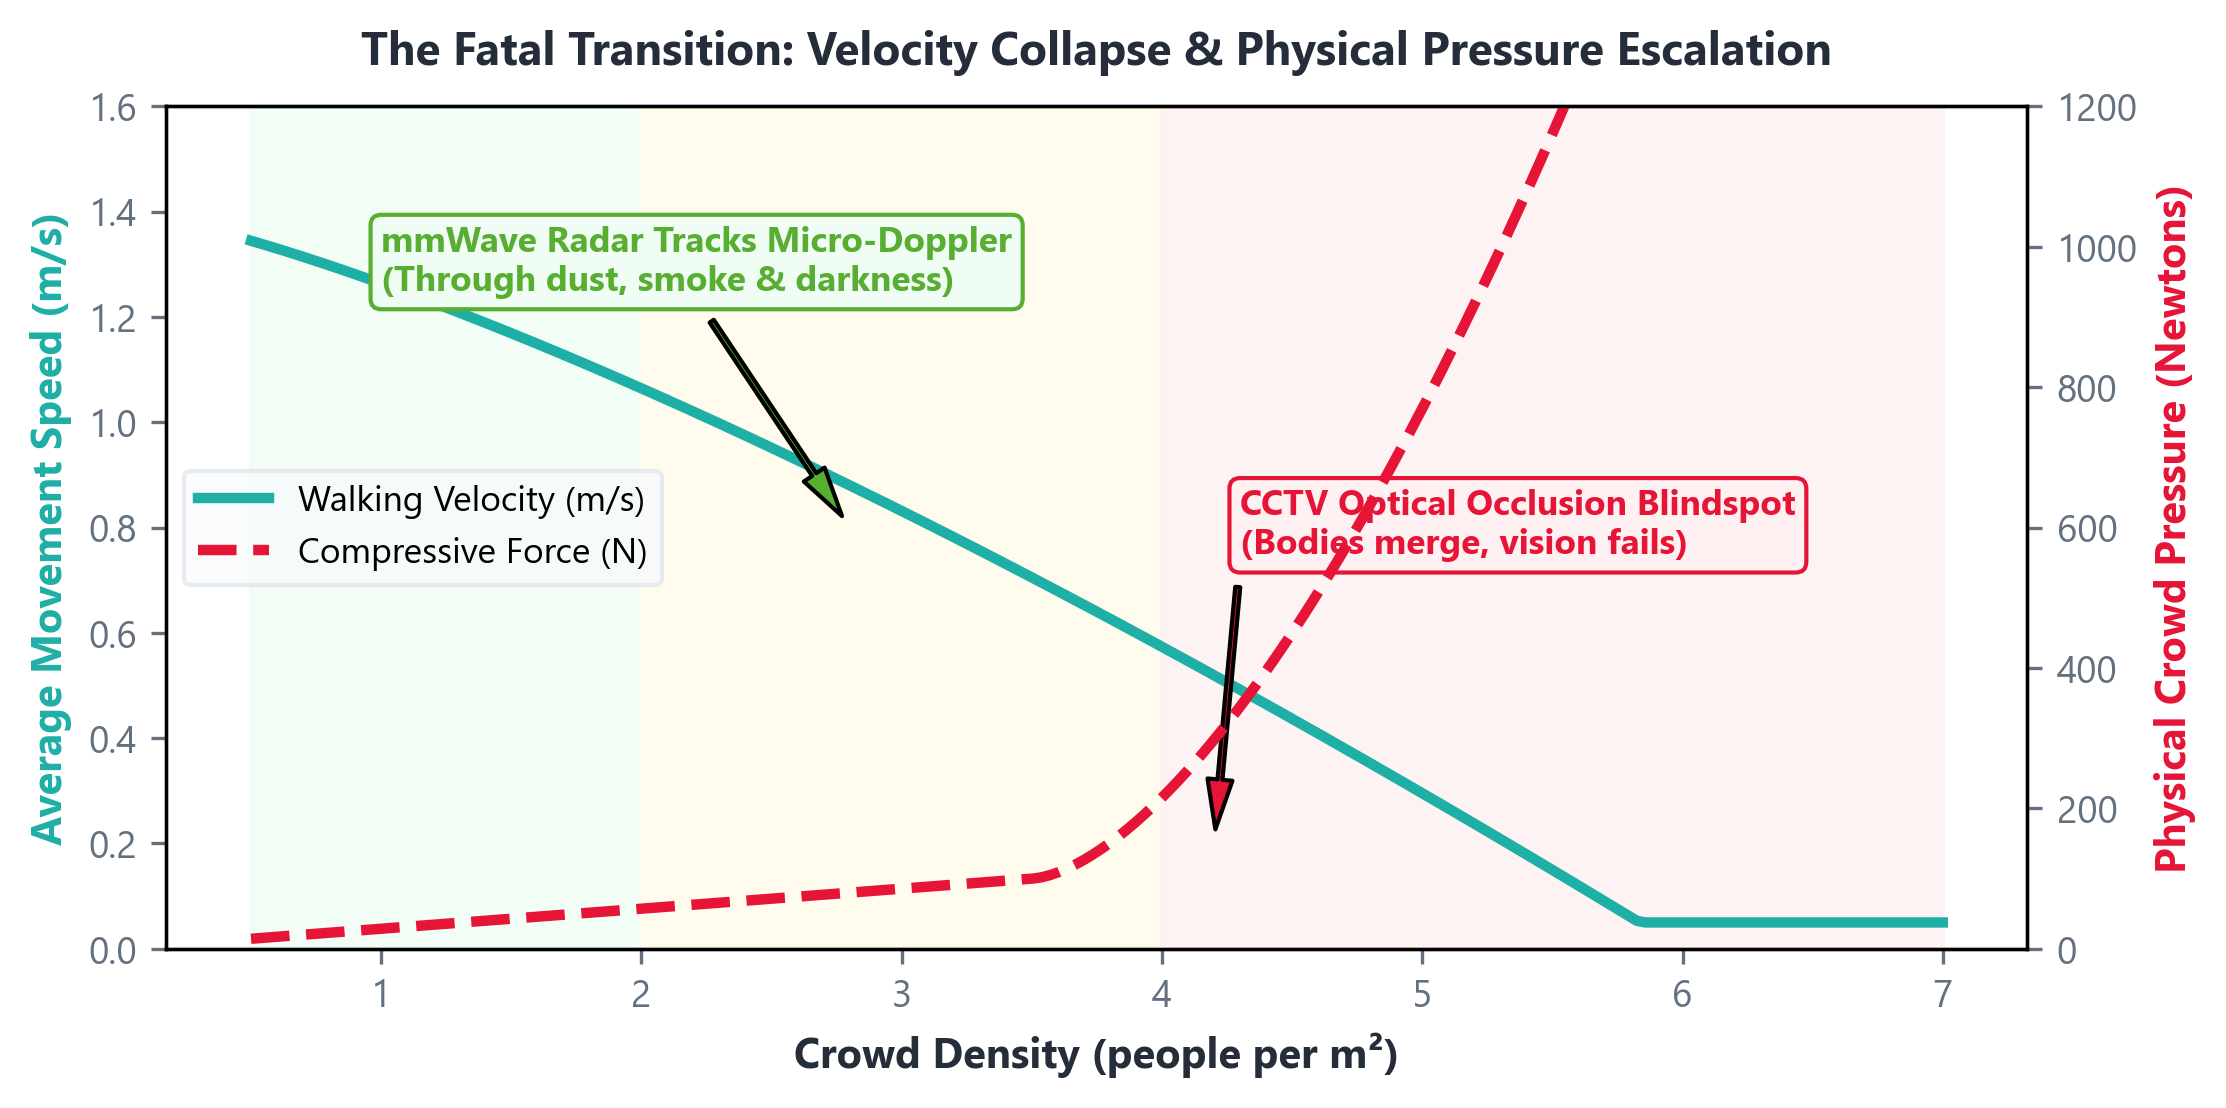 The Fatal Transition: Velocity Collapse & Physical Pressure Escalation
Average Movement Speed (m/s)
1.6
1.4
1.2
1.0
0.8
0.6
0.4
0.2
0.0
mmWave Radar Tracks Micro-Doppler
(Through dust, smoke & darkness)
Walking Velocity (m/s)
Compressive Force (N)
CCTV Optical Occlusion Blindspot
(Bodies merge, vision fails)
1200
1000
800
600
400
200
0
Physical Crowd Pressure (Newtons)
1 2 3 4 5 6 7
Crowd Density (people per m²)